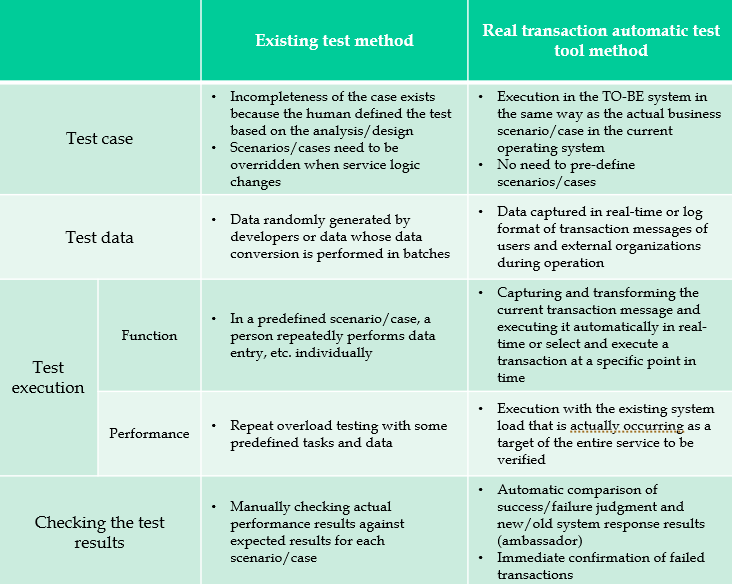 Existing test method
Real transaction automatic test
tool method
Test case
• Incompleteness of the case exists
because the human defined the test
based on the analysis/design
• Scenarios/cases need to be
overridden when service logic
changes
• Execution in the TO-BE system in
the same way as the actual business
scenario/case in the current
operating system
• No need to pre-define
scenarios/cases
Test data
• Data randomly generated by
developers or data whose data
conversion is performed in batches
• Data captured in real-time or log
format of transaction messages of
users and external organizations
during operation
Test
execution
Function
• In a predefined scenario/case, a
person repeatedly performs data
entry, etc. individually
• Capturing and transforming the
current transaction message and
executing it automatically in real-
time or select and execute a
transaction at a specific point in
time
Performance
• Repeat overload testing with some
predefined tasks and data
• Execution with the existing system
load that is actually occurring as a
target of the entire service to be
verified
Checking the test
results
• Manually checking actual
performance results against
expected results for each
scenario/case
• Automatic comparison of
success/failure judgment and
new/old system response results
(ambassador)
• Immediate confirmation of failed
transactions